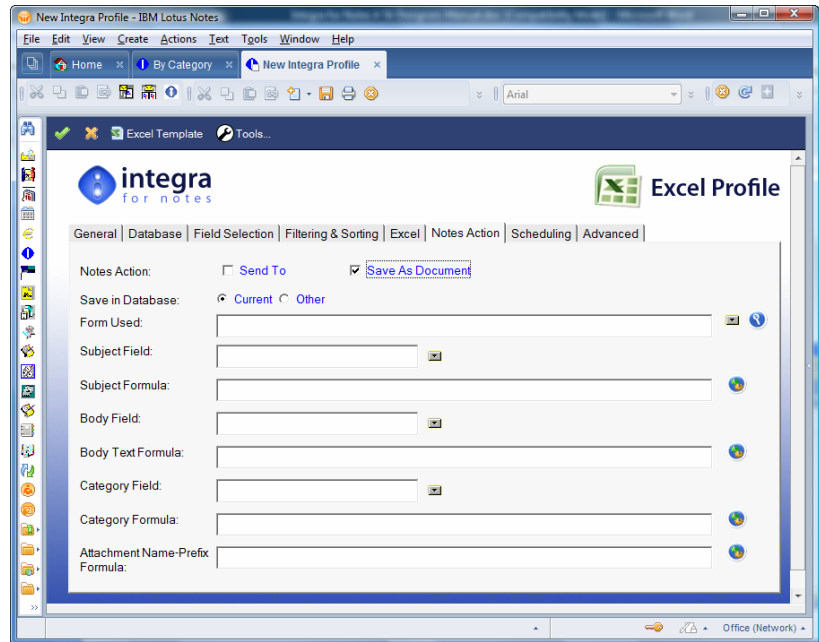 New Integra Profile - IBM Lotus Notes
File Edit View Create Actions Text Tools Window Help
Home By Category New Integra Profile
Arial
Excel Template Tools...
integra
for notes
Excel Profile
General Database Field Selection Filtering & Sorting Excel Notes Action Scheduling Advanced
Notes Action: Send To Save As Document
Save in Database: Current Other
Form Used:
Subject Field:
Subject Formula:
Body Field:
Body Text Formula:
Category Field:
Category Formula:
Attachment Name-Prefix
Formula:
Office (Network)